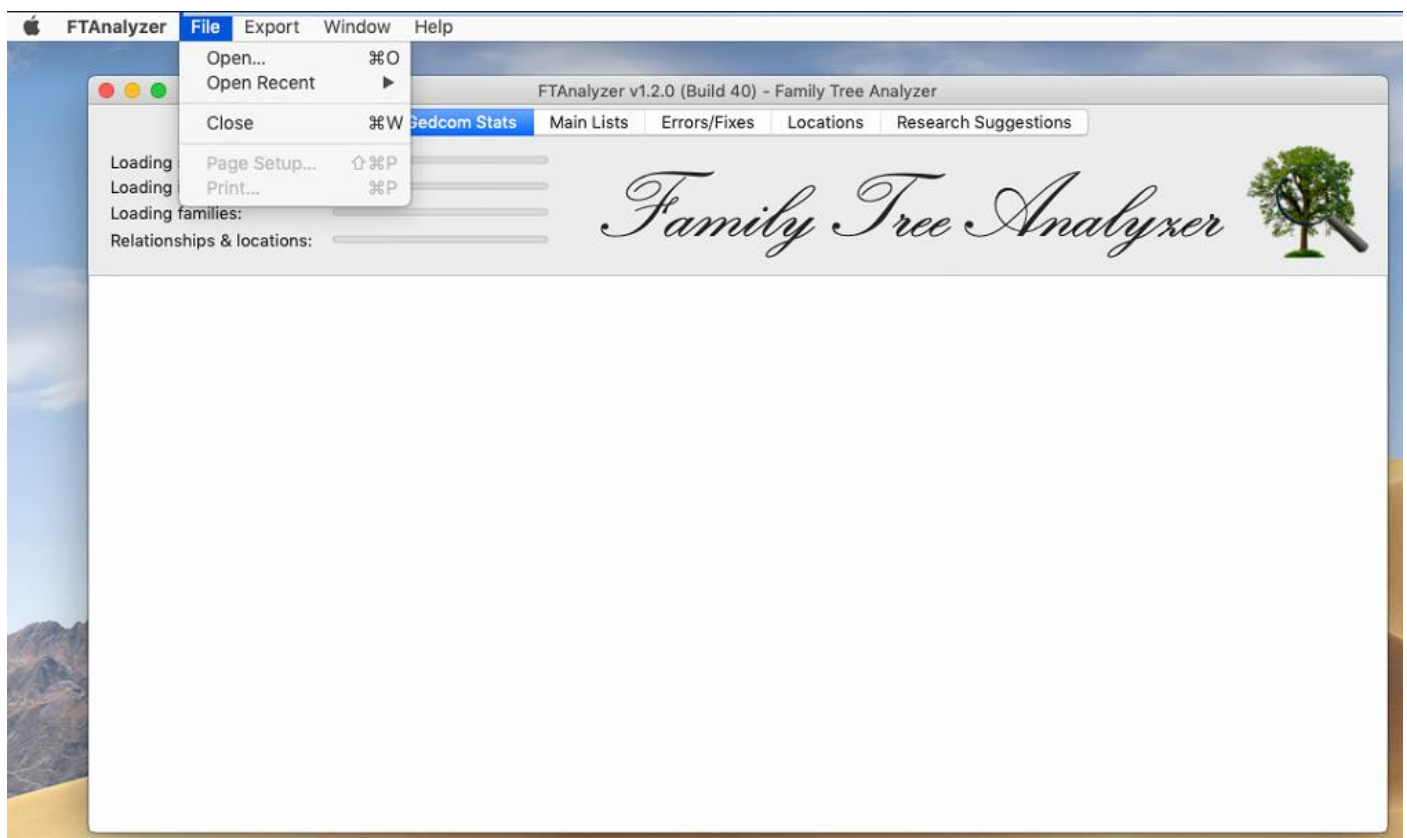 FTAnalyzer File Export Window Help
Open... ⌘O
Open Recent ▶
Close ⌘W
Page Setup... ⇧⌘P
Print... ⌘P
FTAnalyzer v1.2.0 (Build 40) - Family Tree Analyzer
Gedcom Stats Main Lists Errors/Fixes Locations Research Suggestions
Loading
Loading
Loading families:
Relationships & locations:
Family Tree Analyzer